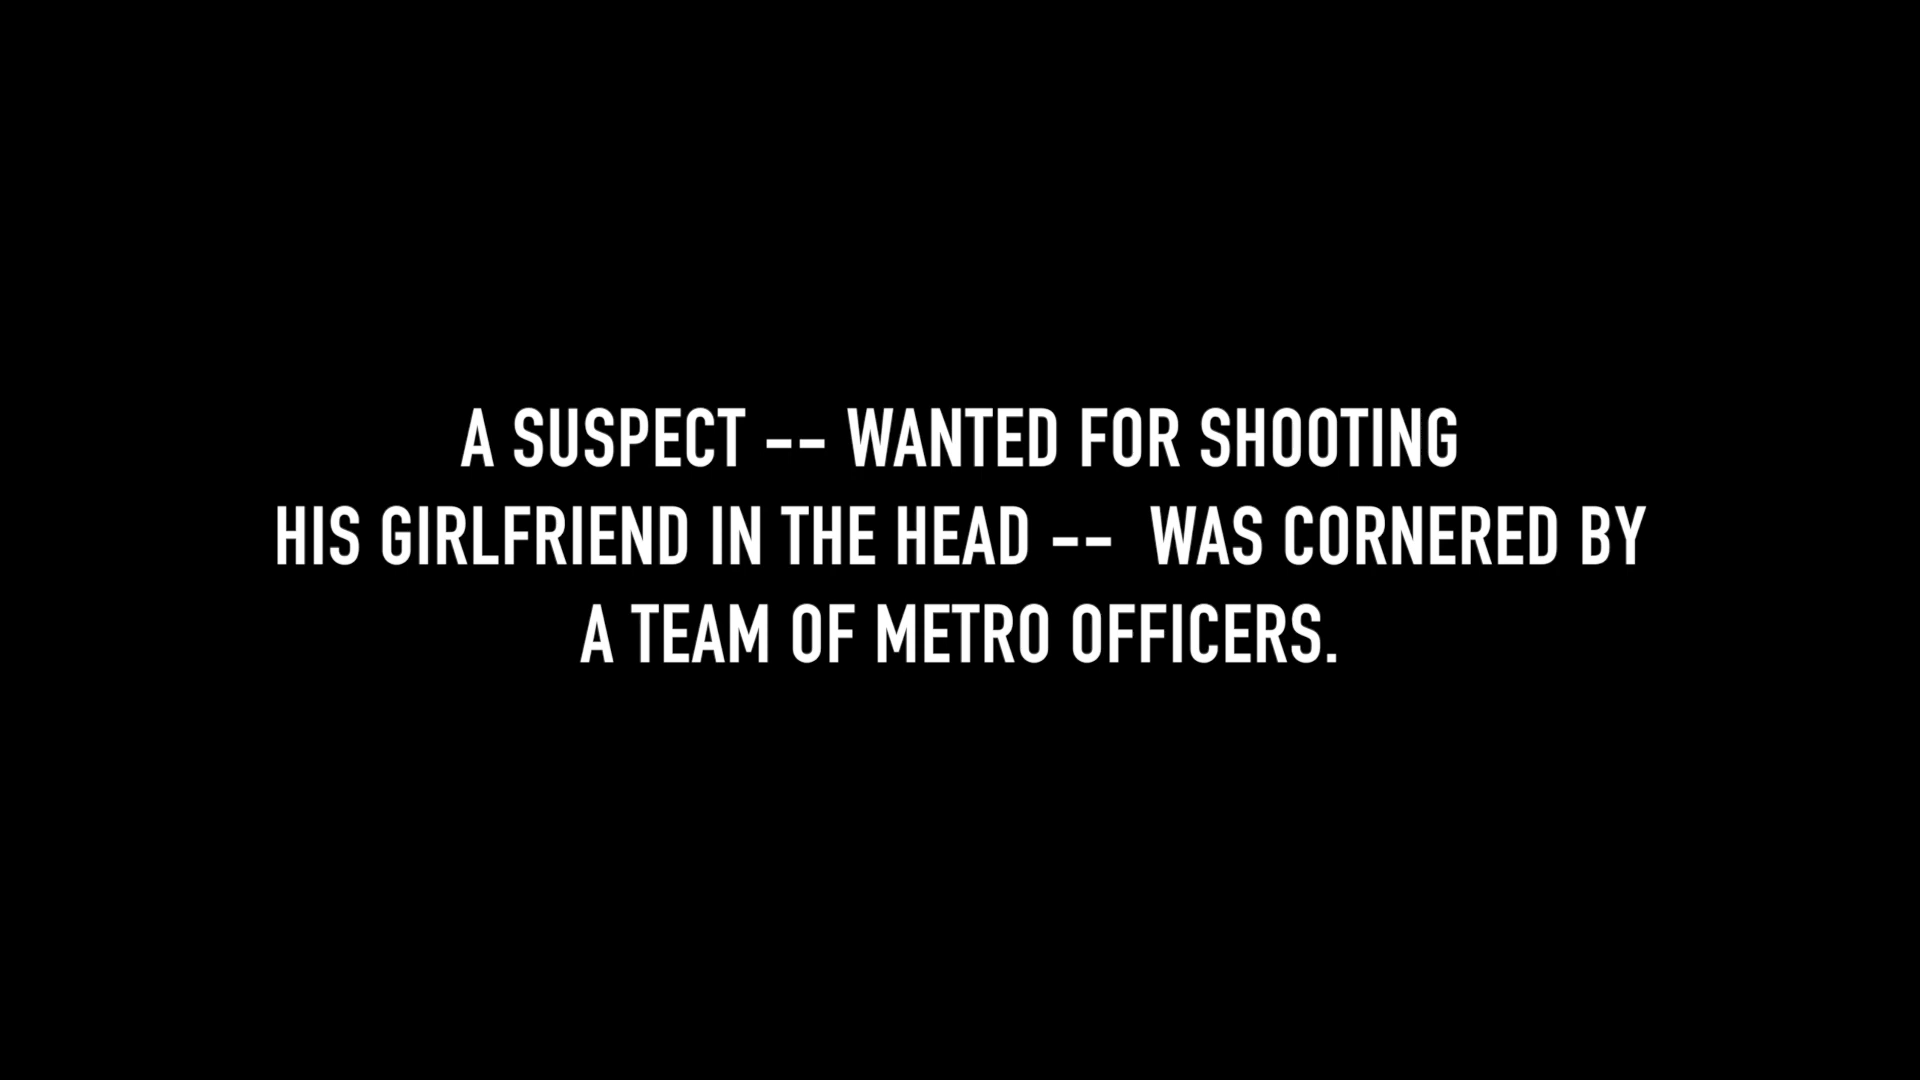 A SUSPECT -- WANTED FOR SHOOTING
HIS GIRLFRIEND IN THE HEAD --  WAS CORNERED BY
A TEAM OF METRO OFFICERS.